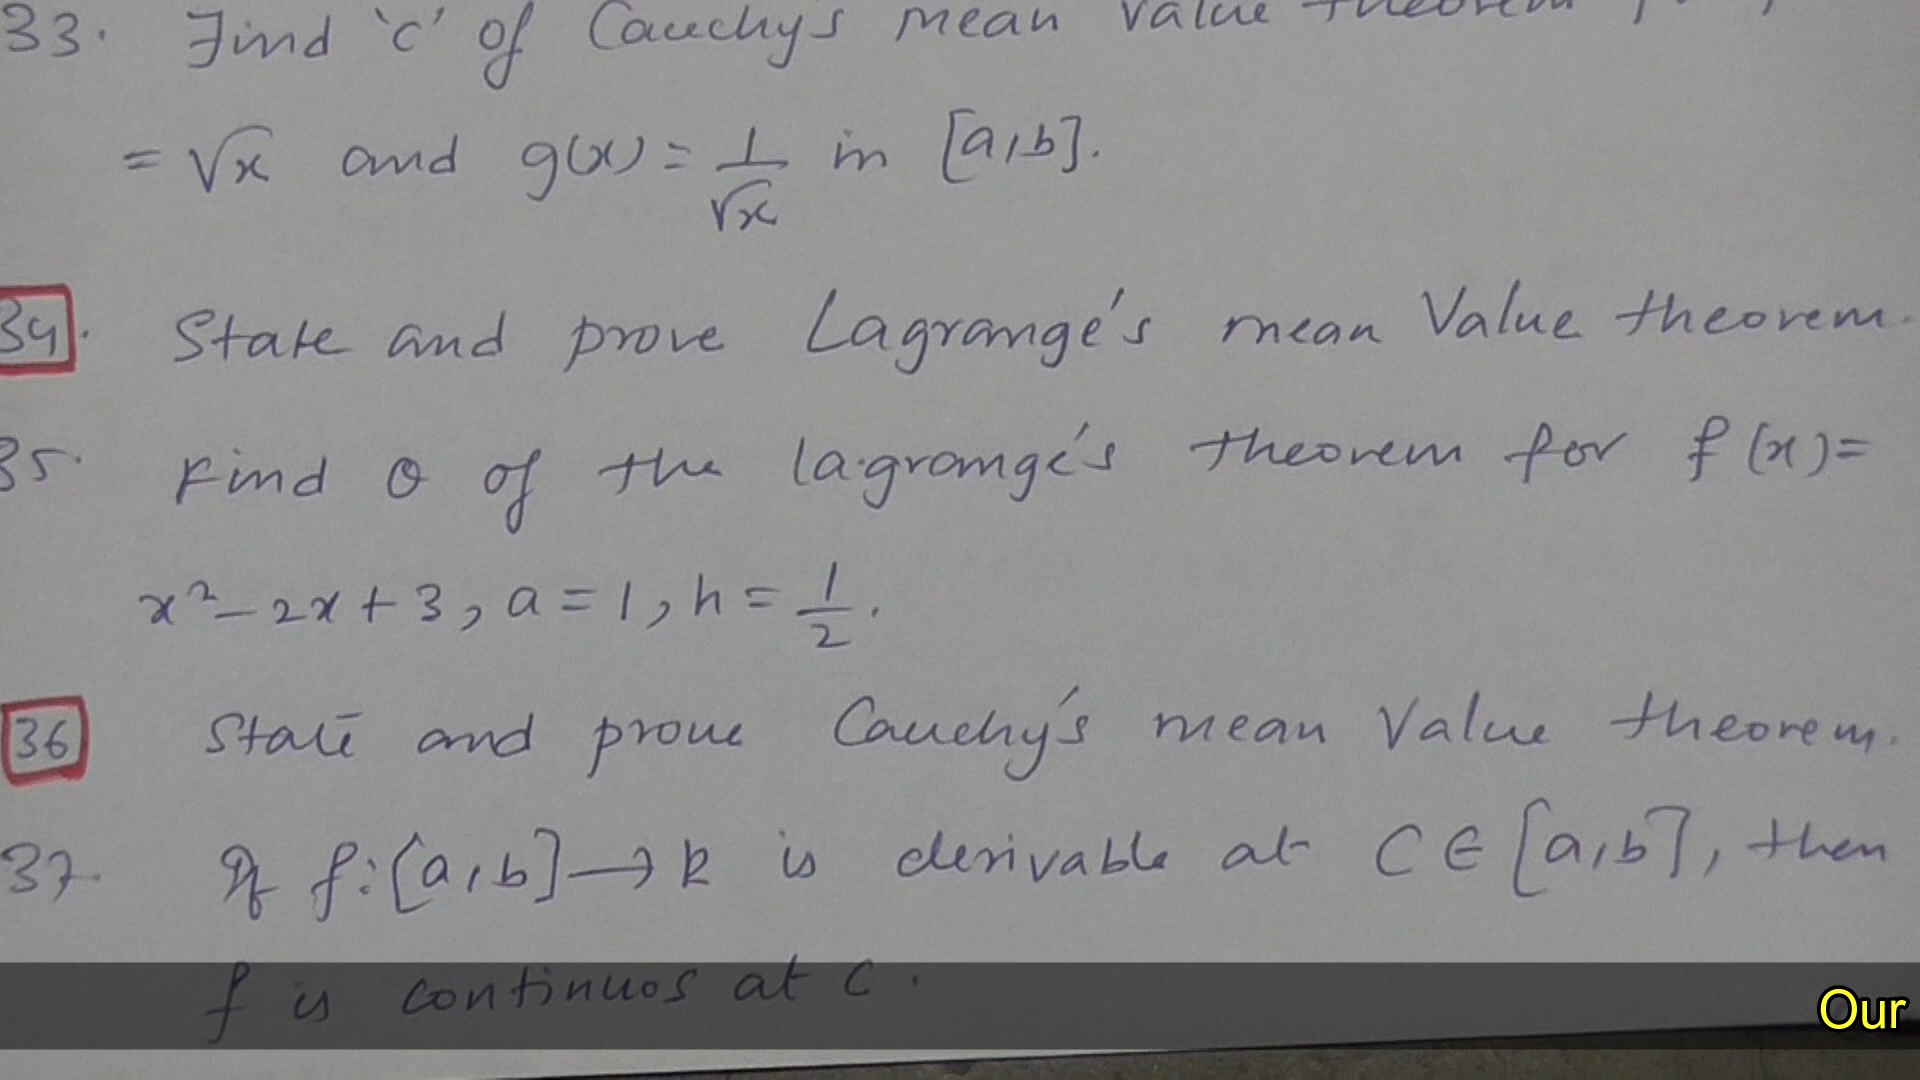 33. Find 'c' of Cauchy's mean value theorem
= √x and g(x) = 1/√x in [a,b].
34. State and prove Lagrange's mean Value theorem.
35. Find θ of the lagrange's theorem for f(x)=
x²-2x+3, a=1, h=1/2.
36 State and prove Cauchy's mean Value theorem.
37. If f:[a,b]→R is derivable at C∈[a,b], then
f is continuos at c.
Our